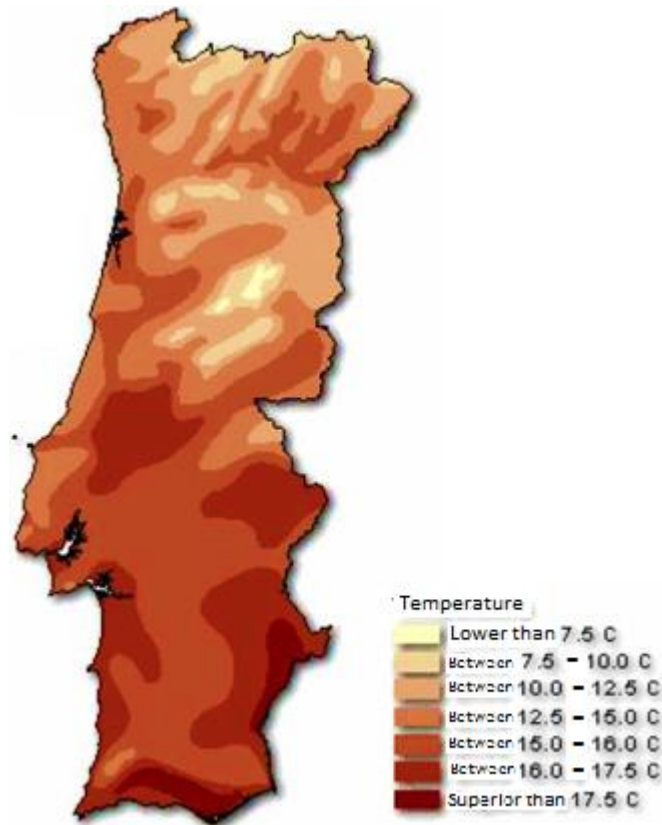 Temperature
Lower than 7.5 C
Between 7.5 - 10.0 C
Between 10.0 - 12.5 C
Between 12.5 - 15.0 C
Between 15.0 - 16.0 C
Between 16.0 - 17.5 C
Superior than 17.5 C